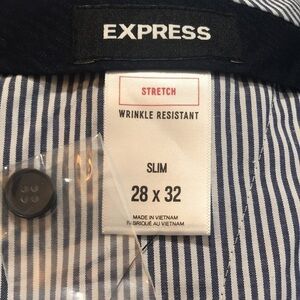 EXPRESS
STRETCH
WRINKLE RESISTANT
SLIM
28 x 32
MADE IN VIETNAM
FABRIQUÉ AU VIETNAM